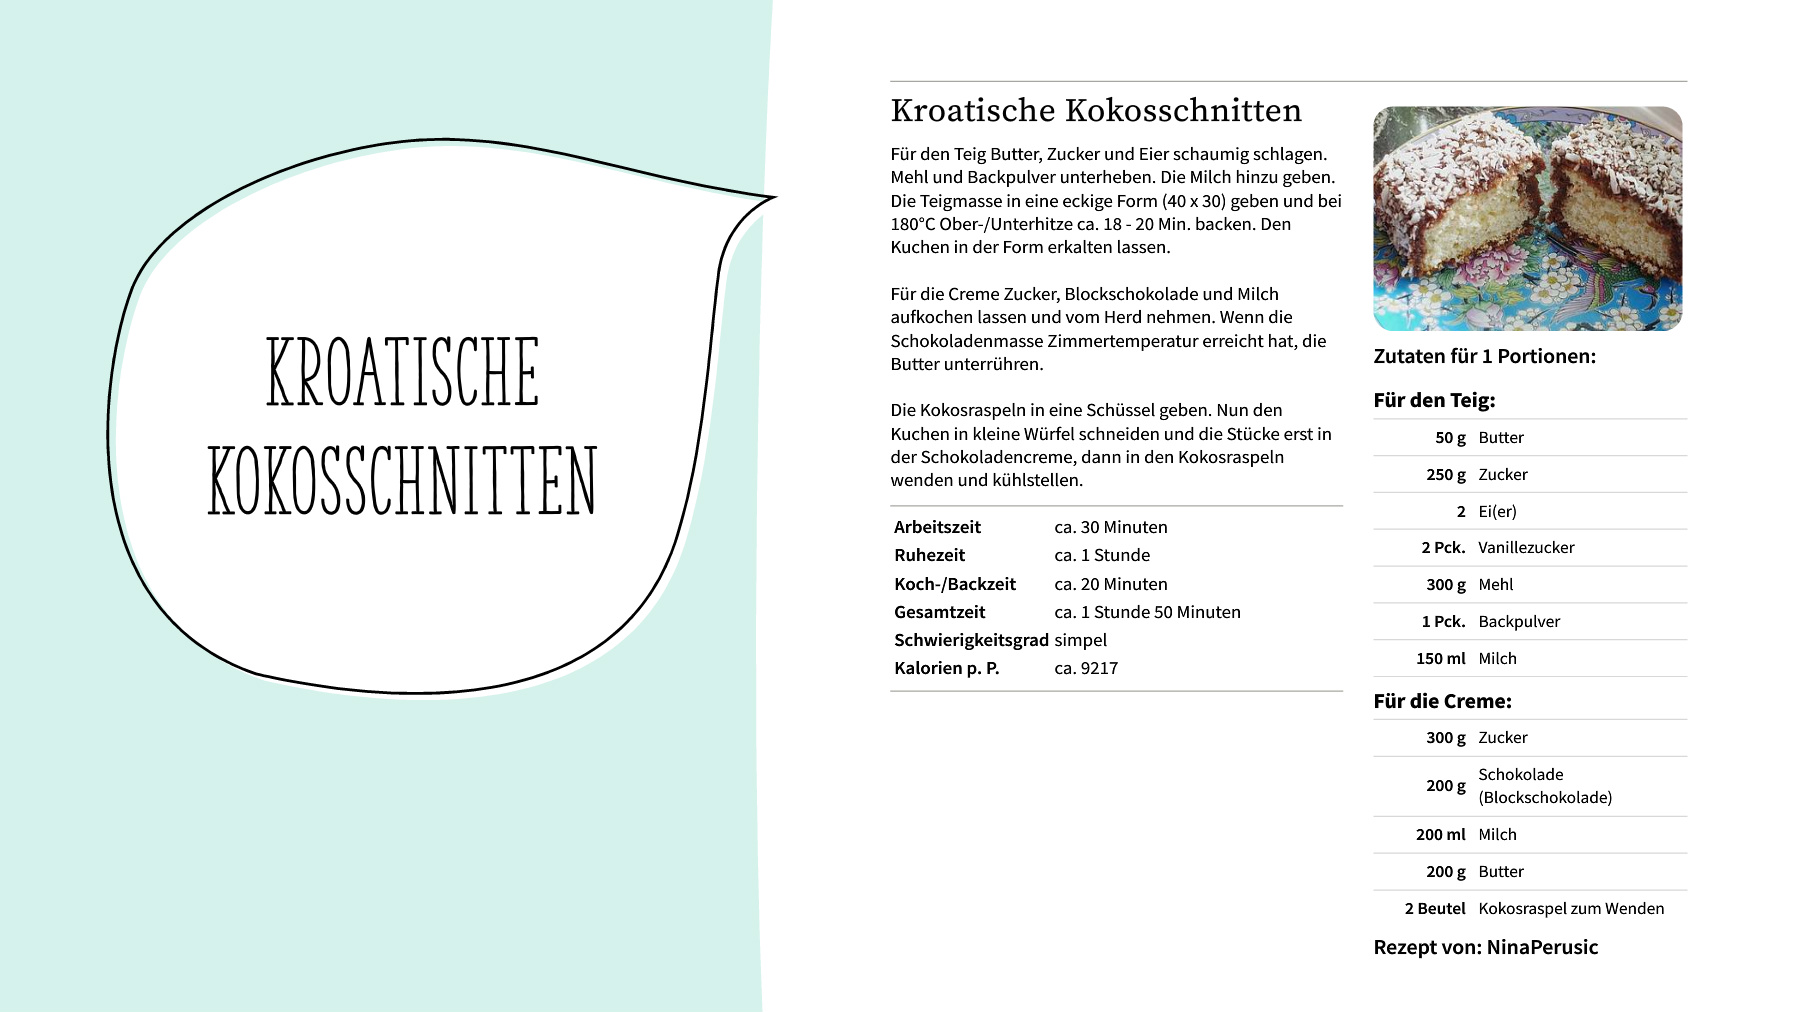 KROATISCHE
KOKOSSCHNITTEN
Kroatische Kokosschnitten
Für den Teig Butter, Zucker und Eier schaumig schlagen.
Mehl und Backpulver unterheben. Die Milch hinzu geben.
Die Teigmasse in eine eckige Form (40 x 30) geben und bei
180°C Ober-/Unterhitze ca. 18 - 20 Min. backen. Den
Kuchen in der Form erkalten lassen.
Für die Creme Zucker, Blockschokolade und Milch
aufkochen lassen und vom Herd nehmen. Wenn die
Schokoladenmasse Zimmertemperatur erreicht hat, die
Butter unterrühren.
Die Kokosraspeln in eine Schüssel geben. Nun den
Kuchen in kleine Würfel schneiden und die Stücke erst in
der Schokoladencreme, dann in den Kokosraspeln
wenden und kühlstellen.
Arbeitszeit ca. 30 Minuten
Ruhezeit ca. 1 Stunde
Koch-/Backzeit ca. 20 Minuten
Gesamtzeit ca. 1 Stunde 50 Minuten
Schwierigkeitsgrad simpel
Kalorien p. P. ca. 9217
Zutaten für 1 Portionen:
Für den Teig:
50 g Butter
250 g Zucker
2 Ei(er)
2 Pck. Vanillezucker
300 g Mehl
1 Pck. Backpulver
150 ml Milch
Für die Creme:
300 g Zucker
200 g Schokolade
(Blockschokolade)
200 ml Milch
200 g Butter
2 Beutel Kokosraspel zum Wenden
Rezept von: NinaPerusic